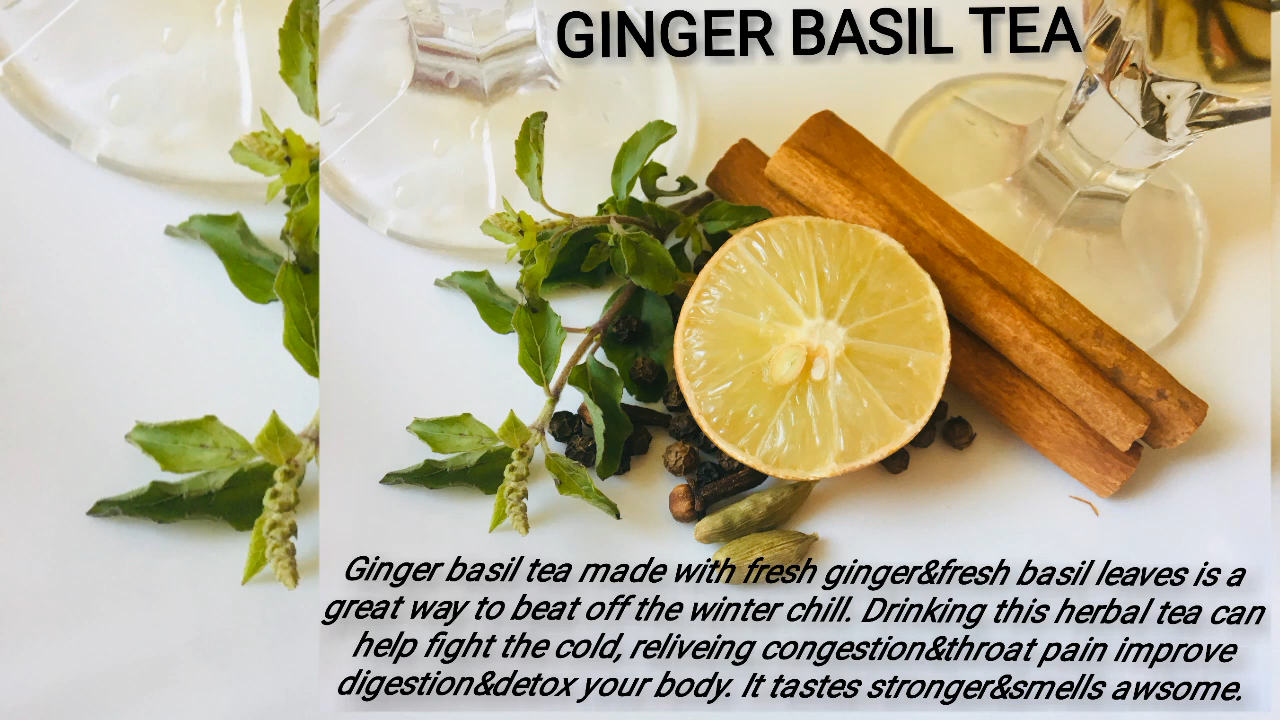 GINGER BASIL TEA
Ginger basil tea made with fresh ginger&fresh basil leaves is a
great way to beat off the winter chill. Drinking this herbal tea can
help fight the cold, reliveing congestion&throat pain improve
digestion&detox your body. It tastes stronger&smells awsome.